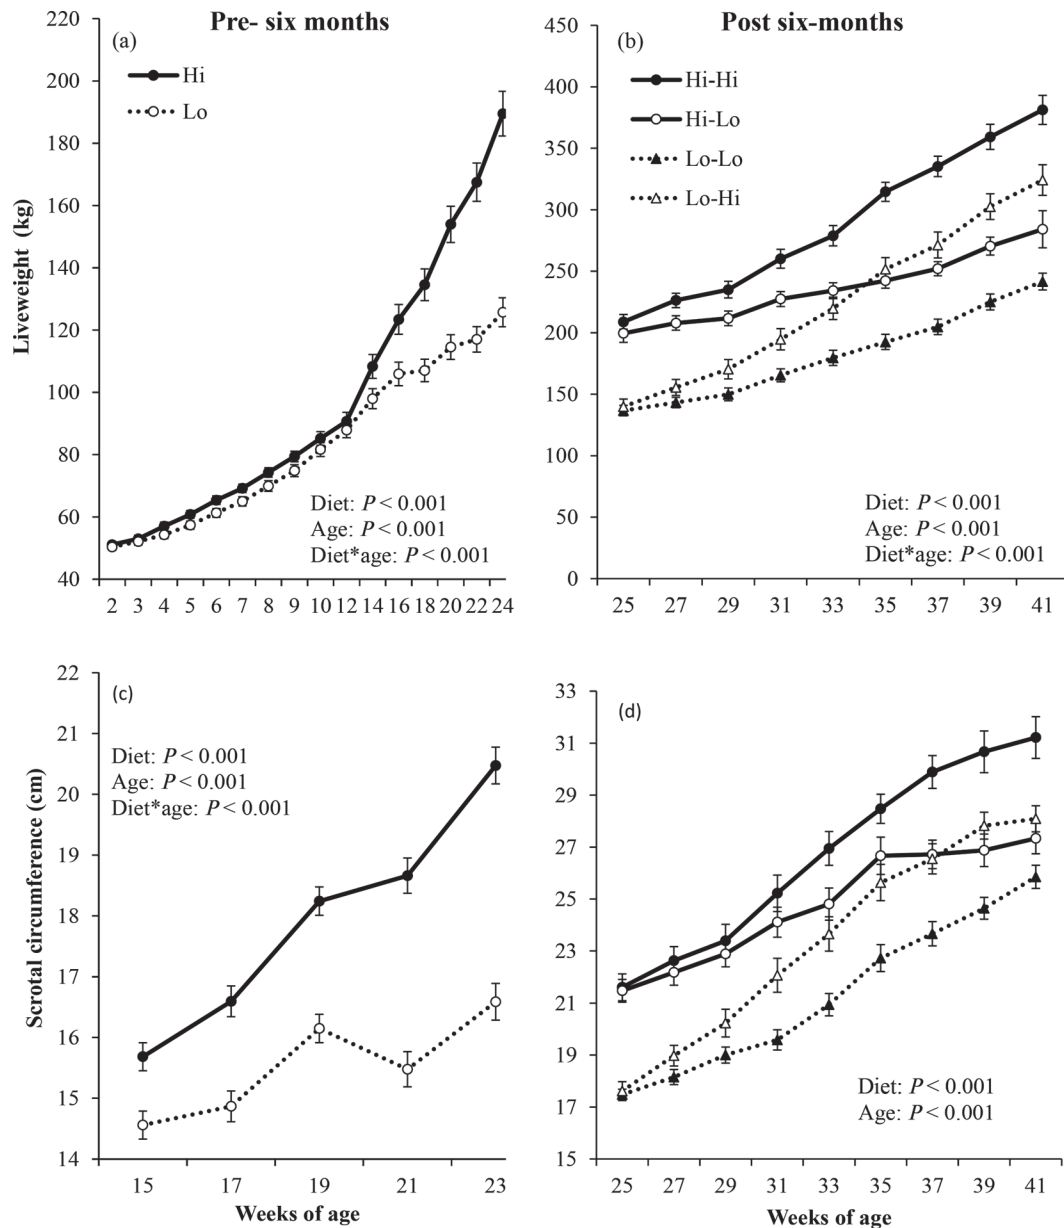 Pre- six months
Post six-months
(a)
Hi
Lo
220
200
180
160
140
120
100
80
60
40
Liveweight (kg)
Diet: P < 0.001
Age: P < 0.001
Diet*age: P < 0.001
2 3 4 5 6 7 8 9 10 12 14 16 18 20 22 24
(b)
Hi-Hi
Hi-Lo
Lo-Lo
Lo-Hi
450
400
350
300
250
200
150
100
50
0
Diet: P < 0.001
Age: P < 0.001
Diet*age: P < 0.001
25 27 29 31 33 35 37 39 41
(c)
Diet: P < 0.001
Age: P < 0.001
Diet*age: P < 0.001
22
21
20
19
18
17
16
15
14
Scrotal circumference (cm)
15 17 19 21 23
Weeks of age
(d)
33
31
29
27
25
23
21
19
17
15
Diet: P < 0.001
Age: P < 0.001
25 27 29 31 33 35 37 39 41
Weeks of age